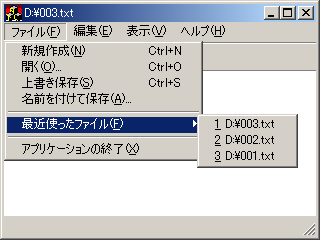 D:¥003.txt
ファイル(F) 編集(E) 表示(V) ヘルプ(H)
新規作成(N) Ctrl+N
開く(O)... Ctrl+O
上書き保存(S) Ctrl+S
名前を付けて保存(A)...
最近使ったファイル(F)
1 D:¥003.txt
2 D:¥002.txt
3 D:¥001.txt
アプリケーションの終了(X)